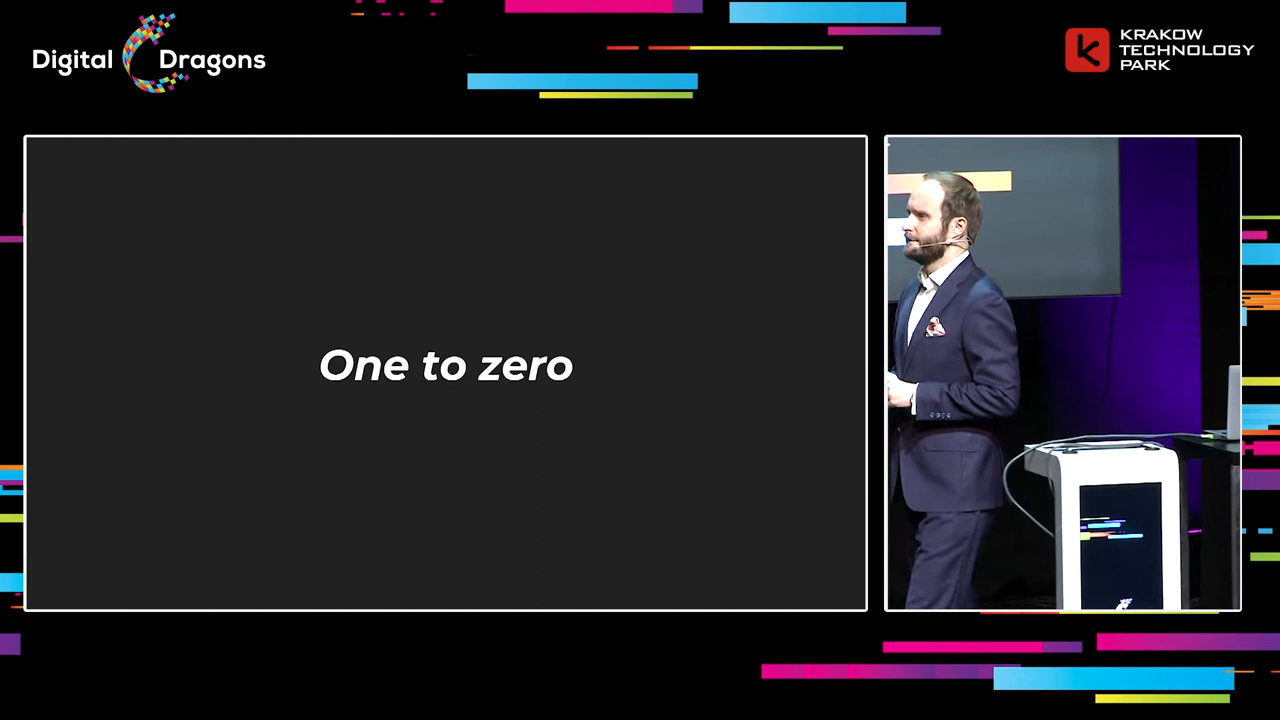 Digital Dragons
KRAKOW
TECHNOLOGY
PARK
One to zero